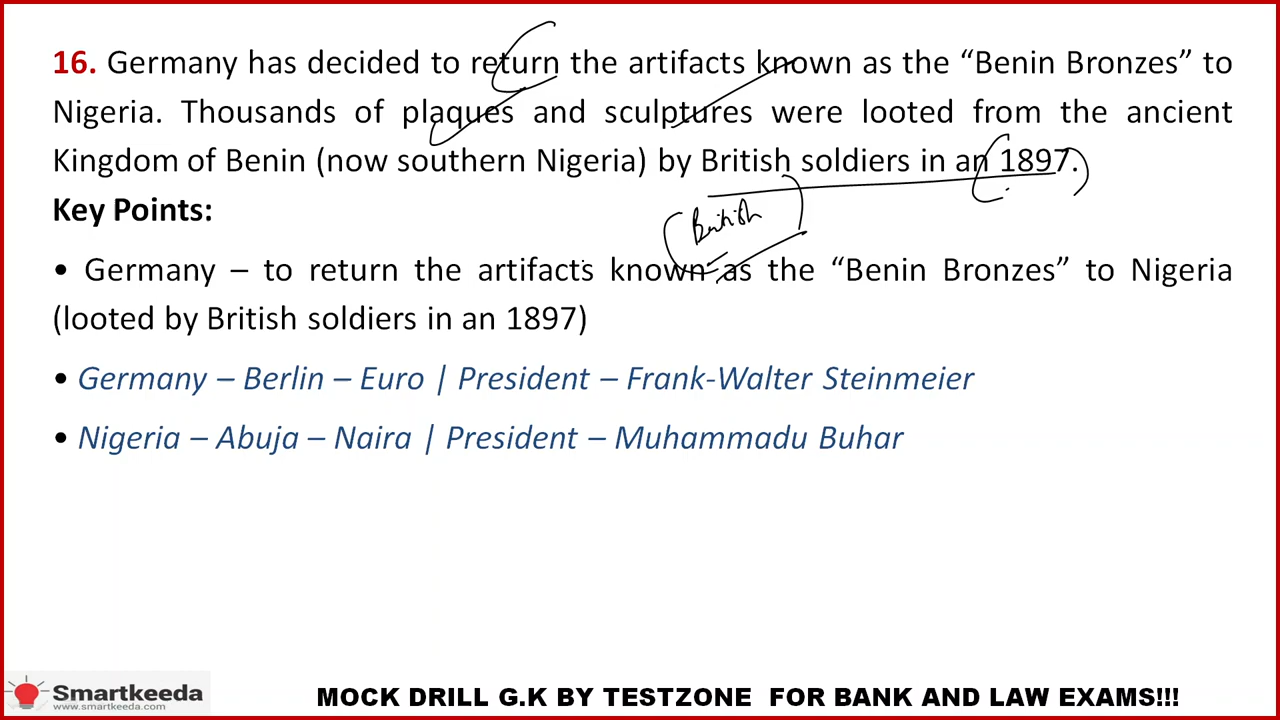 16. Germany has decided to return the artifacts known as the “Benin Bronzes” to
Nigeria. Thousands of plaques and sculptures were looted from the ancient
Kingdom of Benin (now southern Nigeria) by British soldiers in an 1897.
British
Key Points:
• Germany – to return the artifacts known as the “Benin Bronzes” to Nigeria
(looted by British soldiers in an 1897)
• Germany – Berlin – Euro | President – Frank-Walter Steinmeier
• Nigeria – Abuja – Naira | President – Muhammadu Buhar
Smartkeeda
www.smartkeeda.com
MOCK DRILL G.K BY TESTZONE FOR BANK AND LAW EXAMS!!!